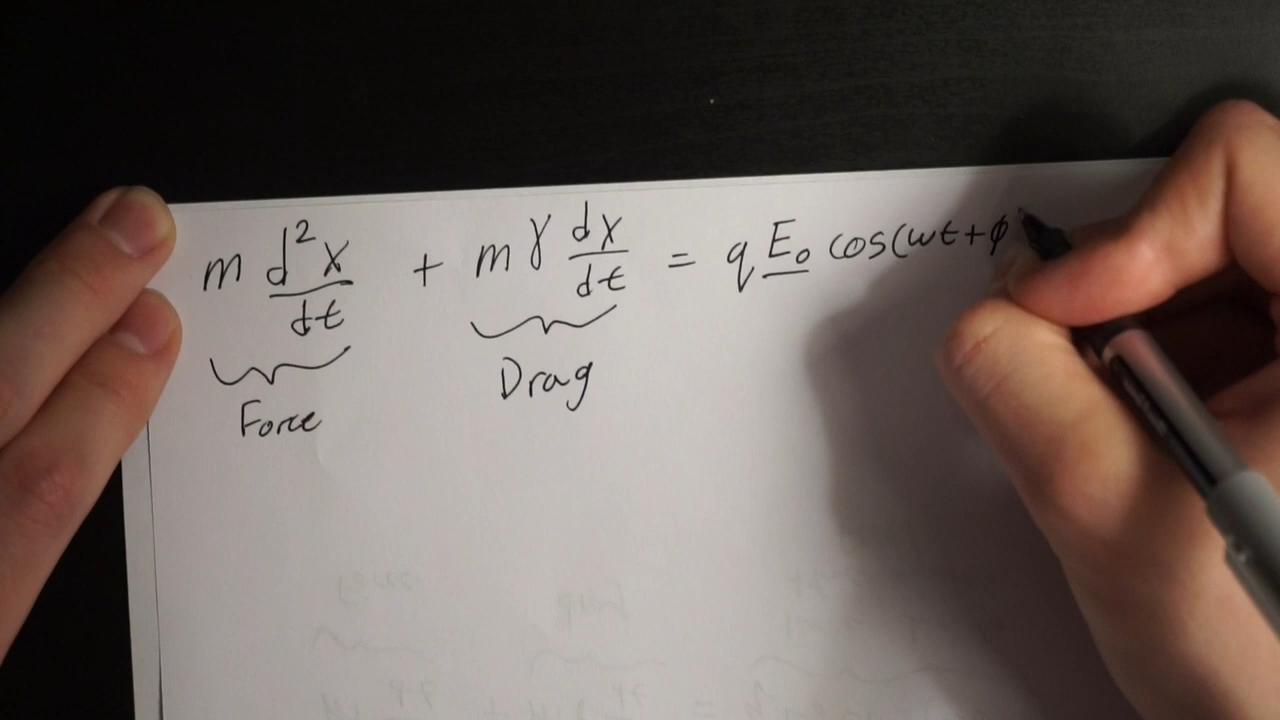 m d²x/dt + mγ dx/dt = q E₀ cos(ωt+φ
Force Drag